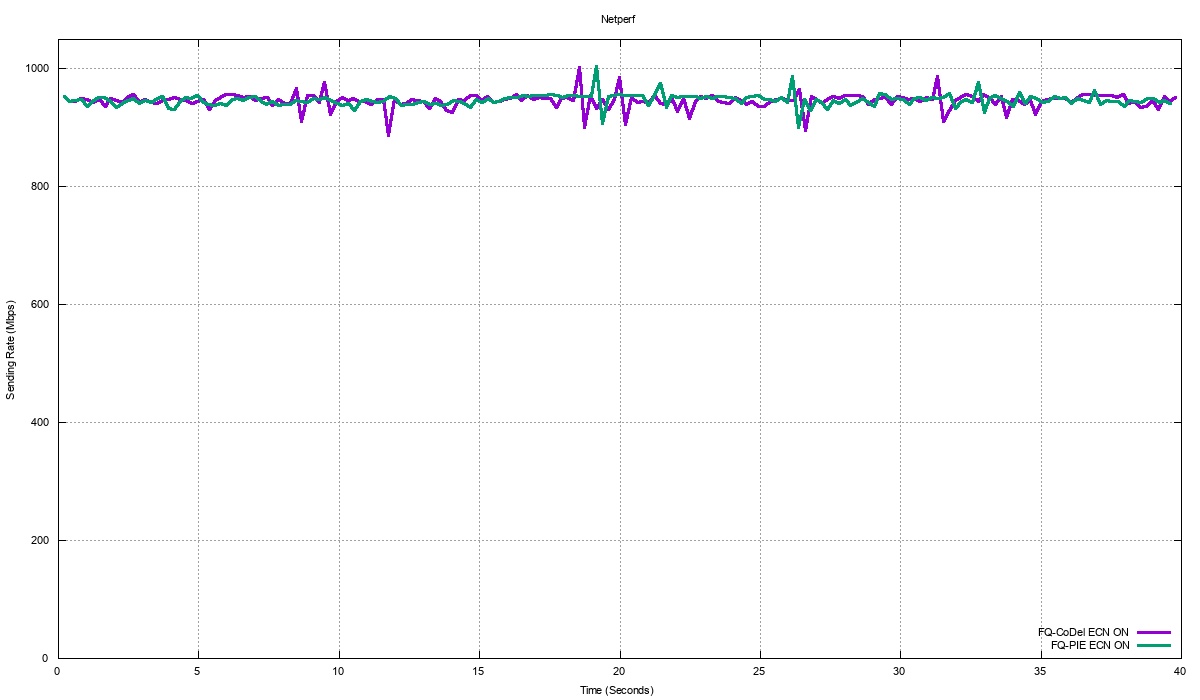 Netperf
1000
800
600
400
200
0
Sending Rate (Mbps)
FQ-CoDel ECN ON
FQ-PIE ECN ON
0 5 10 15 20 25 30 35 40
Time (Seconds)